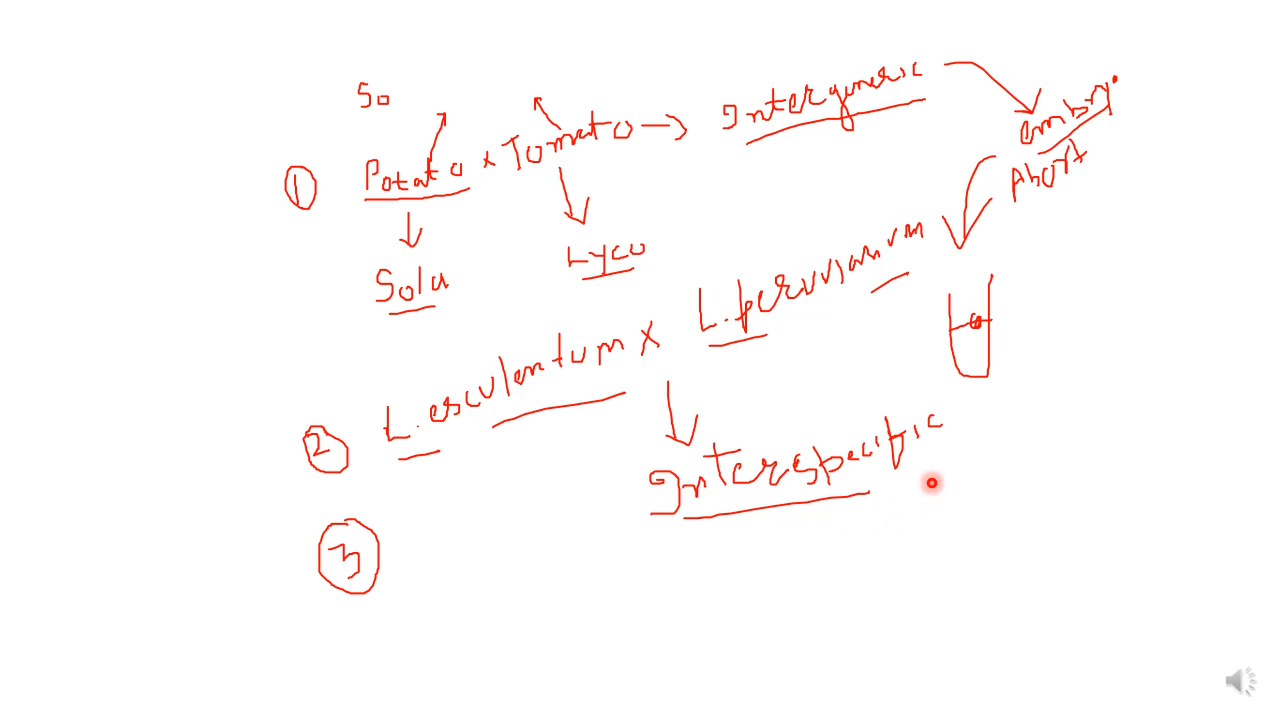 So
① Potato × Tomato → Intergeneric
embryo
Abort
Sola
Lyco
② L. esculentum × L. peruvianum
Interspecific
③